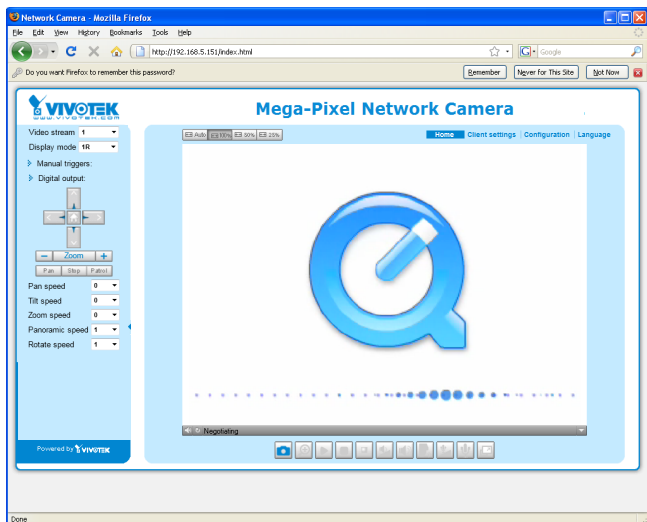 Network Camera - Mozilla Firefox
File Edit View History Bookmarks Tools Help
http://192.168.5.151/index.html
Google
Do you want Firefox to remember this password?
Remember
Never for This Site
Not Now
VIVOTEK
WWW.VIVOTEK.COM
Mega-Pixel Network Camera
Video stream 1
Display mode 1R
Manual triggers:
Digital output:
Zoom
Pan Stop Patrol
Pan speed 0
Tilt speed 0
Zoom speed 0
Panoramic speed 1
Rotate speed 1
Powered by VIVOTEK
Auto 100% 50% 25%
Home Client settings Configuration Language
Negotiating
Done